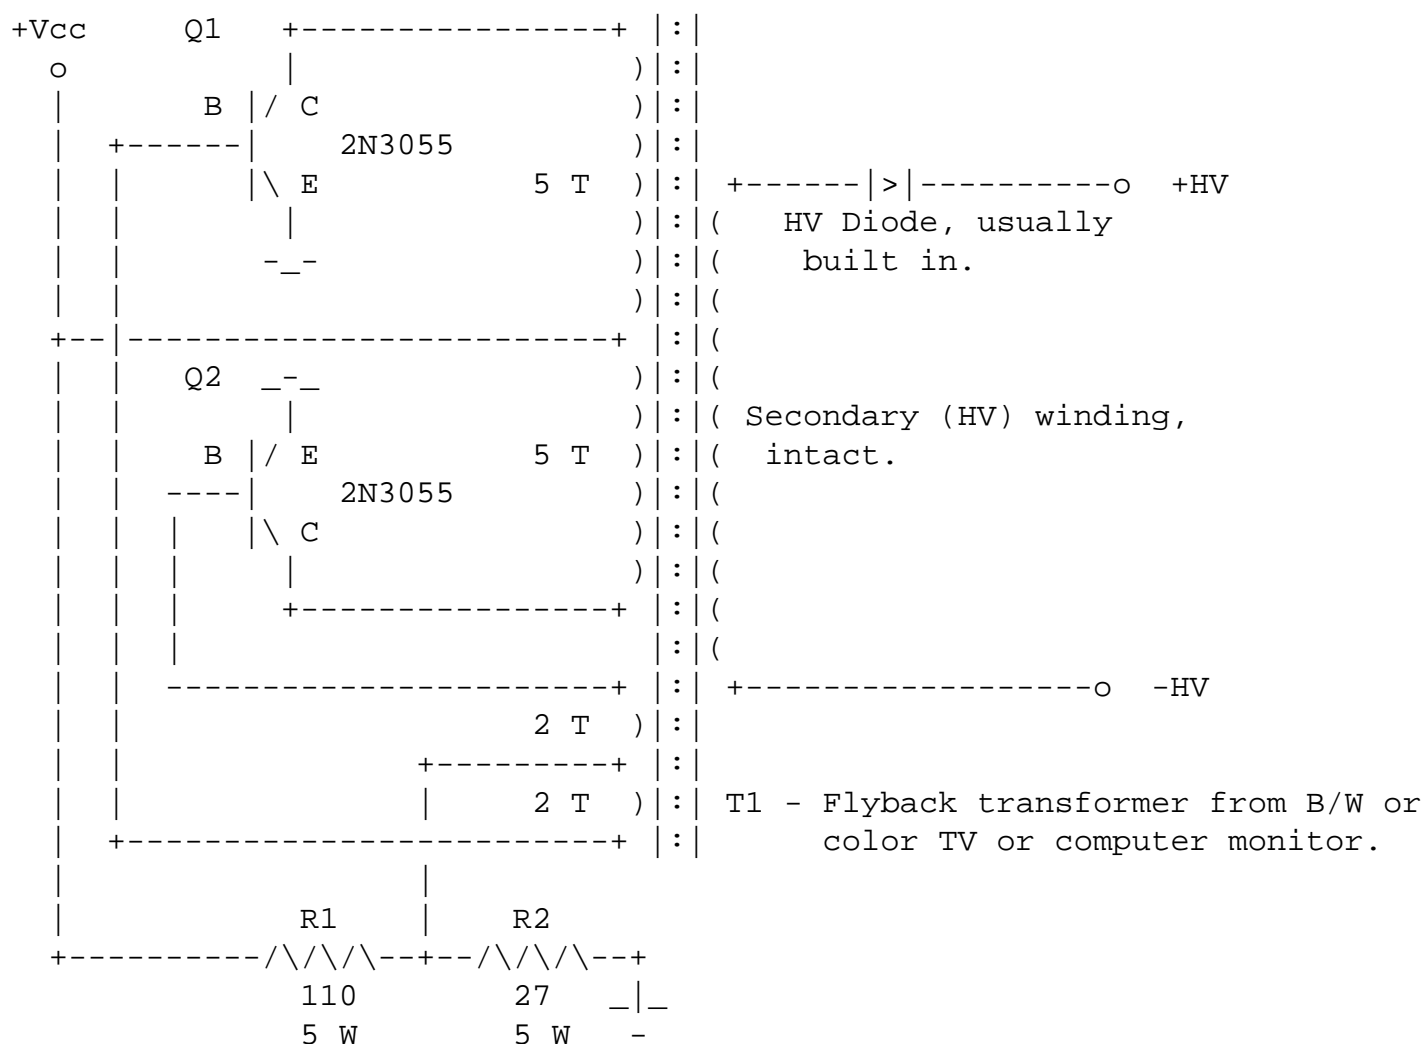 +Vcc Q1 +----------------+ |:|
o | )|:|
| B |/ C )|:|
| +------| 2N3055 )|:|
| | |\ E 5 T )|:| +------|>|----------o +HV
| | | )|:|( HV Diode, usually
| | -_- )|:|( built in.
| | )|:|(
+--|-------------------------+ |:|(
| | Q2 _-_ )|:|(
| | | )|:|( Secondary (HV) winding,
| | B |/ E 5 T )|:|( intact.
| | ----| 2N3055 )|:|(
| | | |\ C )|:|(
| | | | )|:|(
| | | +----------------+ |:|(
| | | |:|(
| | -----------------------+ |:| +------------------o -HV
| | 2 T )|:|
| | +---------+ |:|
| | | 2 T )|:| T1 - Flyback transformer from B/W or
| +-------------------------+ |:| color TV or computer monitor.
| |
| R1 | R2
+----------/\/\/\--+--/\/\/\--+
110 27 _|_
5 W 5 W -